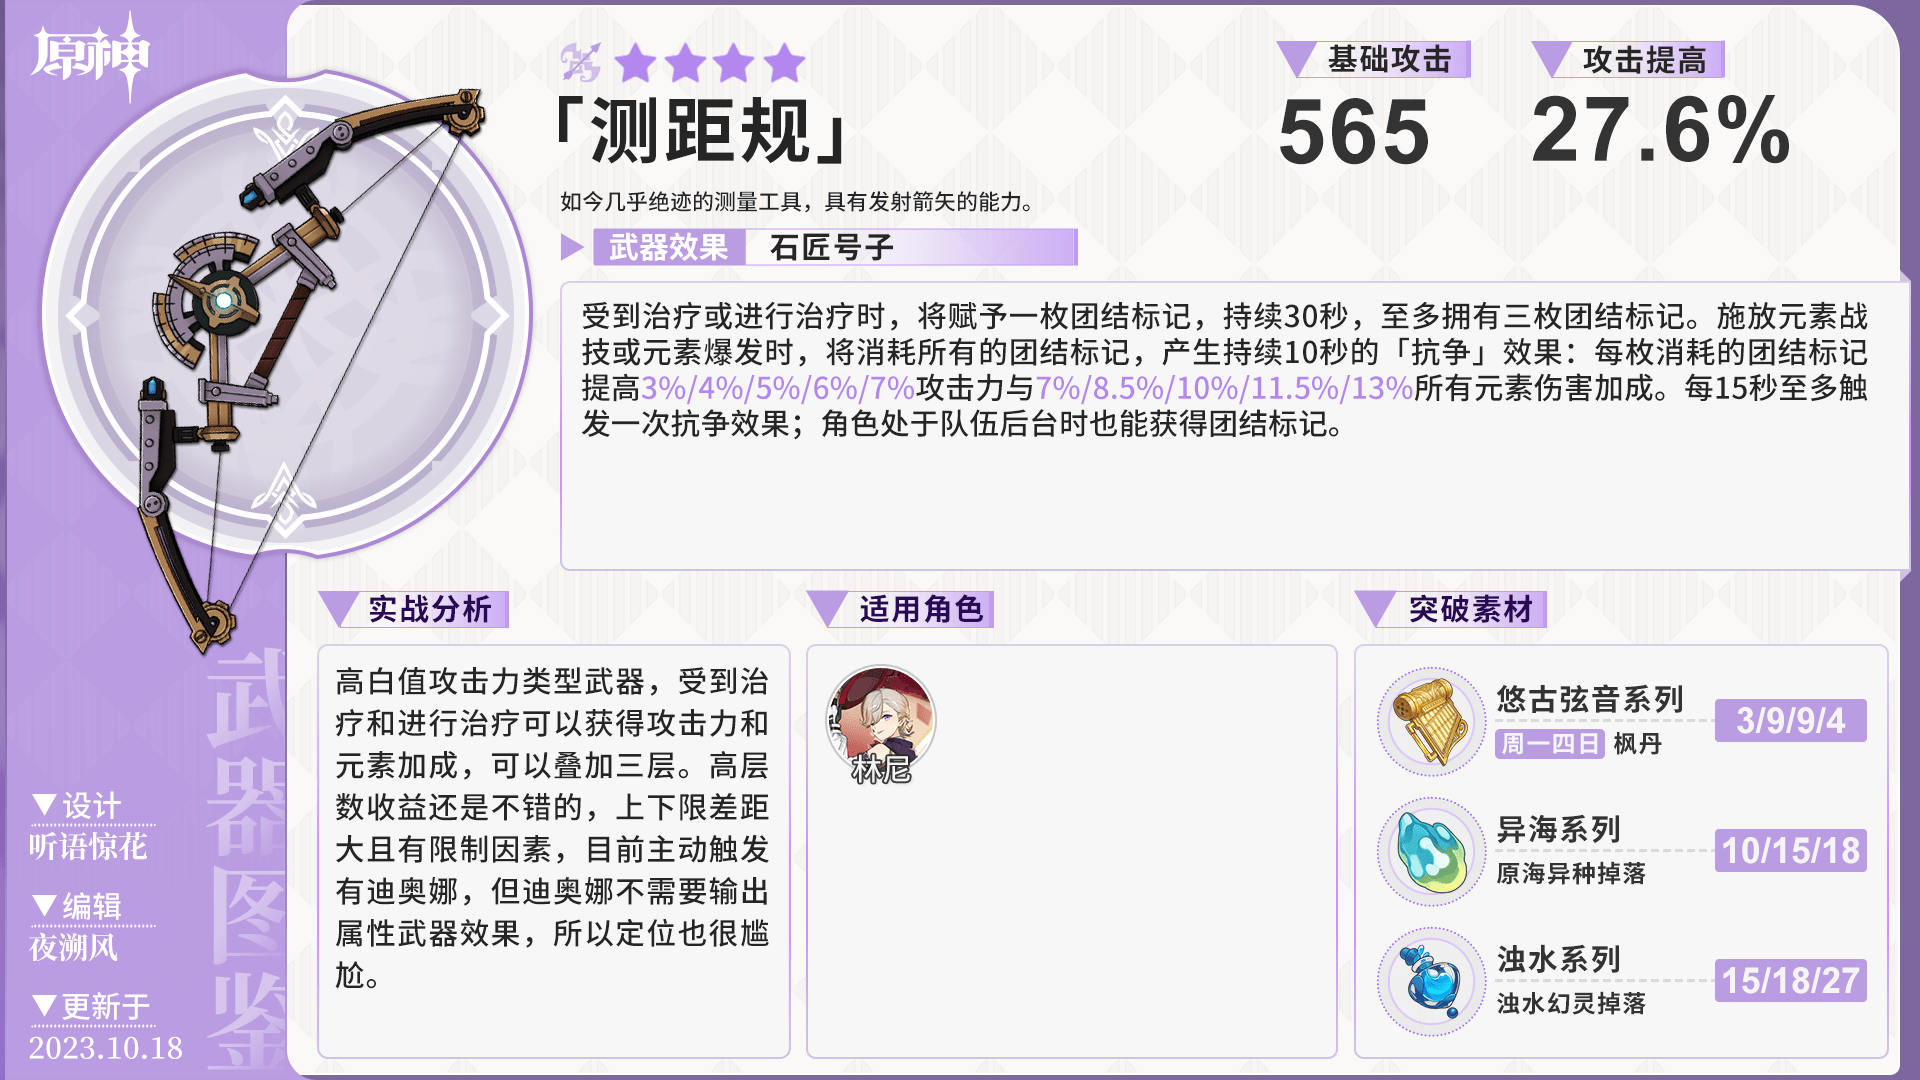 原神
「测距规」
如今几乎绝迹的测量工具，具有发射箭矢的能力。
基础攻击
565
攻击提高
27.6%
武器效果
石匠号子
受到治疗或进行治疗时，将赋予一枚团结标记，持续30秒，至多拥有三枚团结标记。施放元素战
技或元素爆发时，将消耗所有的团结标记，产生持续10秒的「抗争」效果：每枚消耗的团结标记
提高3%/4%/5%/6%/7%攻击力与7%/8.5%/10%/11.5%/13%所有元素伤害加成。每15秒至多触
发一次抗争效果；角色处于队伍后台时也能获得团结标记。
实战分析
高白值攻击力类型武器，受到治
疗和进行治疗可以获得攻击力和
元素加成，可以叠加三层。高层
数收益还是不错的，上下限差距
大且有限制因素，目前主动触发
有迪奥娜，但迪奥娜不需要输出
属性武器效果，所以定位也很尴
尬。
适用角色
林尼
突破素材
悠古弦音系列
周一四日 枫丹
3/9/9/4
异海系列
原海异种掉落
10/15/18
浊水系列
浊水幻灵掉落
15/18/27
武器图鉴
▼设计
听语惊花
▼编辑
夜溯风
▼更新于
2023.10.18